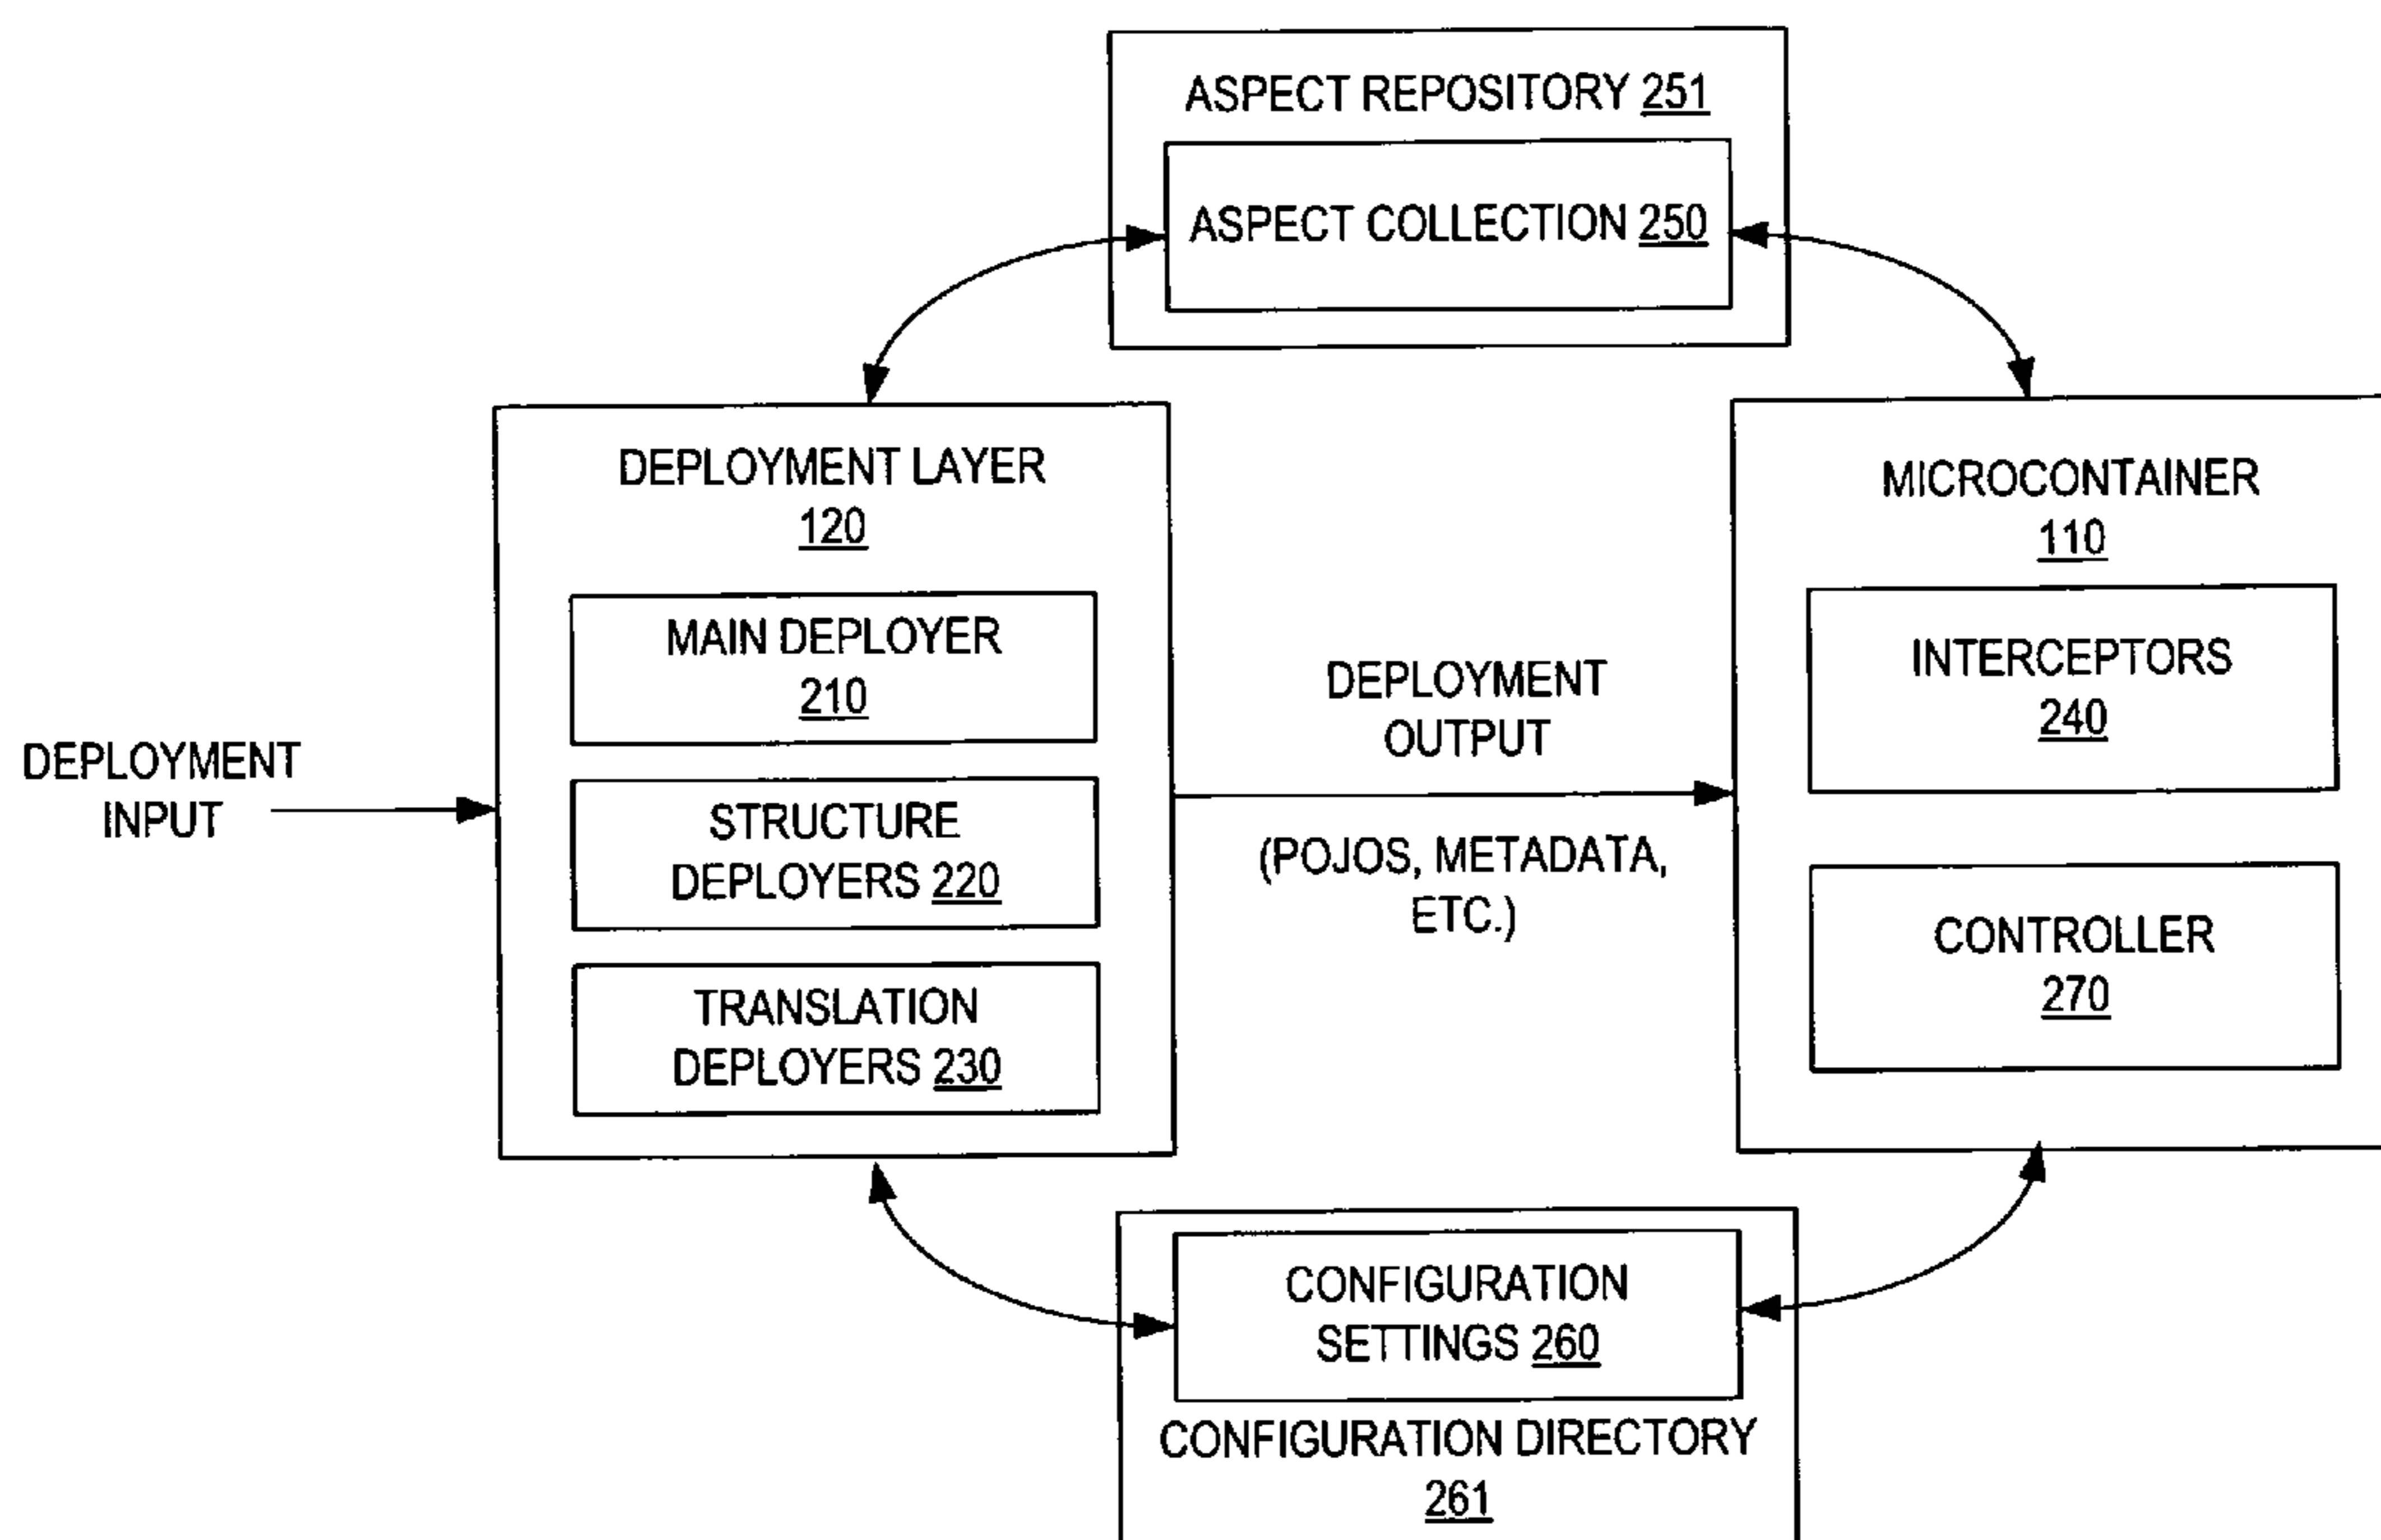 ASPECT REPOSITORY 251
ASPECT COLLECTION 250
DEPLOYMENT LAYER
120
MAIN DEPLOYER
210
STRUCTURE
DEPLOYERS 220
TRANSLATION
DEPLOYERS 230
DEPLOYMENT
INPUT
DEPLOYMENT
OUTPUT
(POJOS, METADATA,
ETC.)
MICROCONTAINER
110
INTERCEPTORS
240
CONTROLLER
270
CONFIGURATION
SETTINGS 260
CONFIGURATION DIRECTORY
261